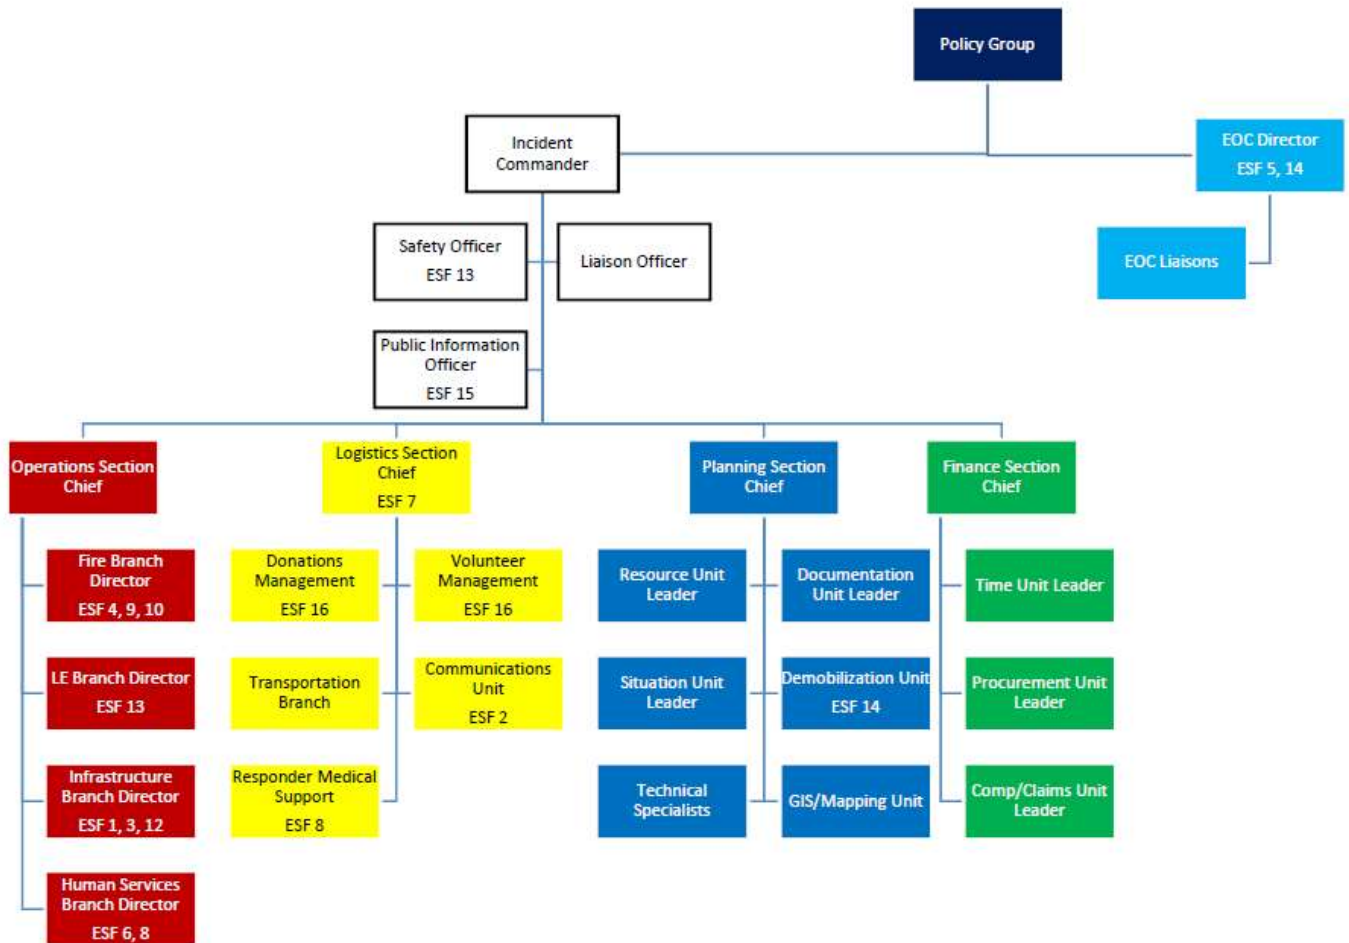 Policy Group
Incident
Commander
EOC Director
ESF 5, 14
Safety Officer
ESF 13
Liaison Officer
EOC Liaisons
Public Information
Officer
ESF 15
Operations Section
Chief
Logistics Section
Chief
ESF 7
Planning Section
Chief
Finance Section
Chief
Fire Branch
Director
ESF 4, 9, 10
Donations
Management
ESF 16
Volunteer
Management
ESF 16
Resource Unit
Leader
Documentation
Unit Leader
Time Unit Leader
LE Branch Director
ESF 13
Transportation
Branch
Communications
Unit
ESF 2
Situation Unit
Leader
Demobilization Unit
ESF 14
Procurement Unit
Leader
Infrastructure
Branch Director
ESF 1, 3, 12
Responder Medical
Support
ESF 8
Technical
Specialists
GIS/Mapping Unit
Comp/Claims Unit
Leader
Human Services
Branch Director
ESF 6, 8